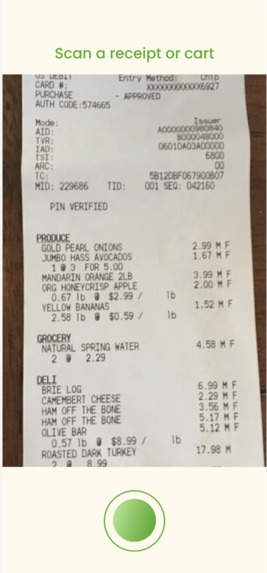 Scan a receipt or cart
US DEBIT Entry Method: Chip
CARD #: XXXXXXXXXXXX6927
PURCHASE - APPROVED
AUTH CODE:574665
Mode: Issuer
AID: A0000000980840
TVR: 8000048000
IAD: 06010A03A00000
TSI: 6800
ARC: 00
TC: 5B12DBF067900B07
MID: 229686 TID: 001 SEQ: 042160
PIN VERIFIED
PRODUCE
GOLD PEARL ONIONS 2.99 M F
JUMBO HASS AVOCADOS 1.67 M F
1 @ 3 FOR 5.00
MANDARIN ORANGE 2LB 3.99 M F
ORG HONEYCRISP APPLE 2.00 M F
0.67 lb @ $2.99 / lb
YELLOW BANANAS 1.52 M F
2.58 lb @ $0.59 / lb
GROCERY
NATURAL SPRING WATER 4.58 M F
2 @ 2.29
DELI
BRIE LOG 6.99 M F
CAMEMBERT CHEESE 2.29 M F
HAM OFF THE BONE 3.56 M F
HAM OFF THE BONE 5.17 M F
OLIVE BAR 5.12 M F
0.57 lb @ $8.99 / lb
ROASTED DARK TURKEY 17.98 M
2 @ 8.99